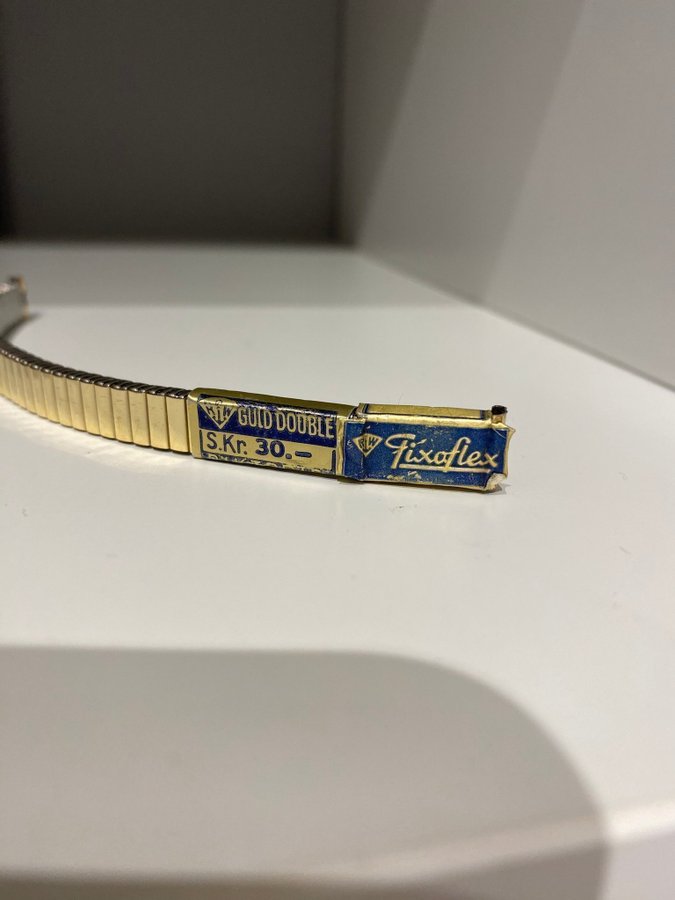 GULD DOUBLE
S.Kr. 30.–
Fixoflex